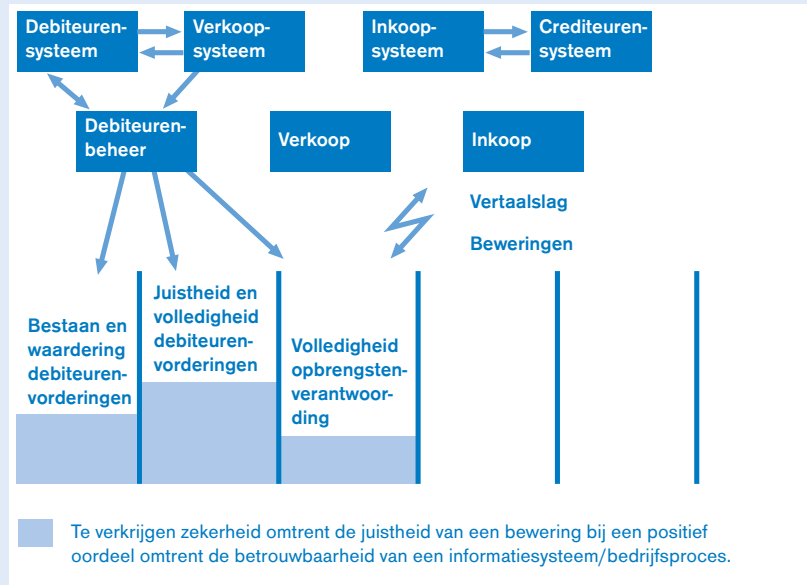 Debiteuren-
systeem
Verkoop-
systeem
Inkoop-
systeem
Crediteuren-
systeem
Debiteuren-
beheer
Verkoop
Inkoop
Vertaalslag
Beweringen
Bestaan en
waardering
debiteuren-
vorderingen
Juistheid en
volledigheid
debiteuren-
vorderingen
Volledigheid
opbrengsten-
verantwoor-
ding
Te verkrijgen zekerheid omtrent de juistheid van een bewering bij een positief
oordeel omtrent de betrouwbaarheid van een informatiesysteem/bedrijfsproces.